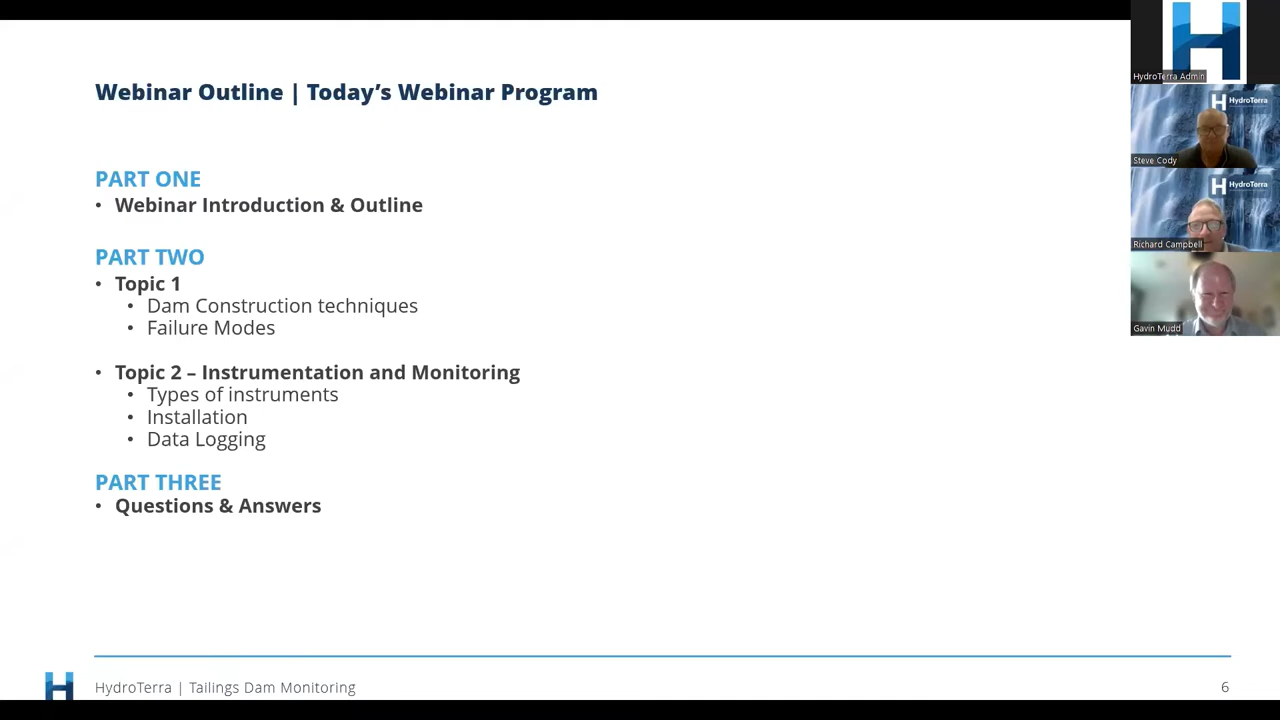 Webinar Outline | Today's Webinar Program
PART ONE
• Webinar Introduction & Outline
PART TWO
• Topic 1
• Dam Construction techniques
• Failure Modes
• Topic 2 – Instrumentation and Monitoring
• Types of instruments
• Installation
• Data Logging
PART THREE
• Questions & Answers
HydroTerra | Tailings Dam Monitoring
6
HydroTerra Admin
HydroTerra
Steve Cody
HydroTerra
Richard Campbell
Gavin Mudd